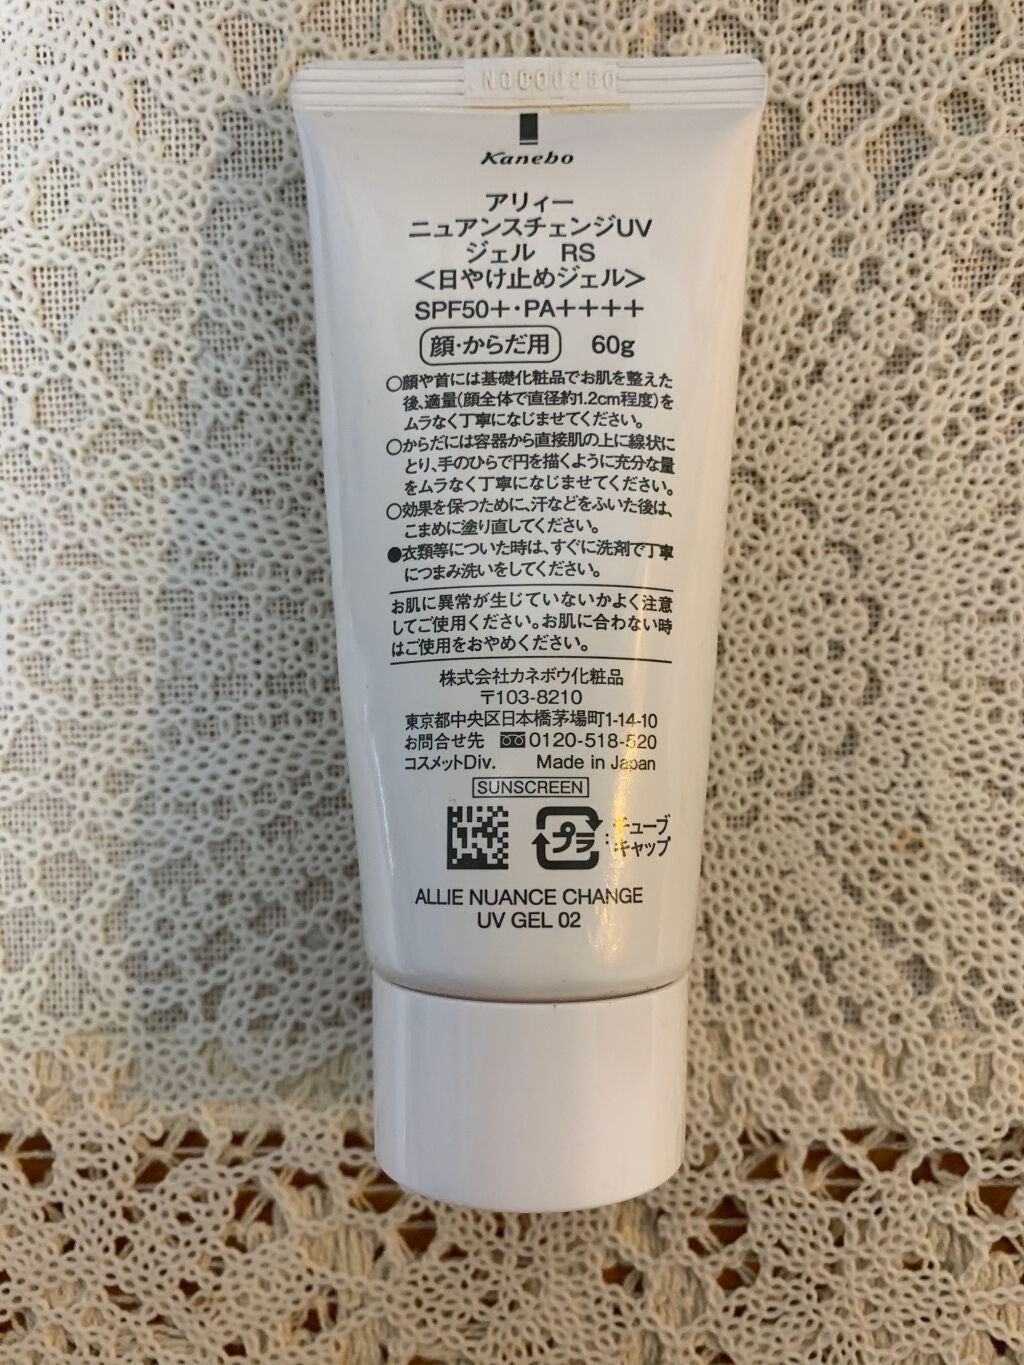 N0000250
Kanebo
アリィー
ニュアンスチェンジUV
ジェル RS
<日やけ止めジェル>
SPF50+・PA++++
顔・からだ用 60g
○顔や首には基礎化粧品でお肌を整えた
後、適量(顔全体で直径約1.2cm程度)を
ムラなく丁寧になじませてください。
○からだには容器から直接肌の上に線状に
とり、手のひらで円を描くように充分な量
をムラなく丁寧になじませてください。
○効果を保つために、汗などをふいた後は、
こまめに塗り直してください。
●衣類等についた時は、すぐに洗剤で丁寧
につまみ洗いをしてください。
お肌に異常が生じていないかよく注意
してご使用ください。お肌に合わない時
はご使用をおやめください。
株式会社カネボウ化粧品
〒103-8210
東京都中央区日本橋茅場町1-14-10
お問合せ先 0120-518-520
コスメットDiv. Made in Japan
SUNSCREEN
プラ :チューブ
キャップ
ALLIE NUANCE CHANGE
UV GEL 02